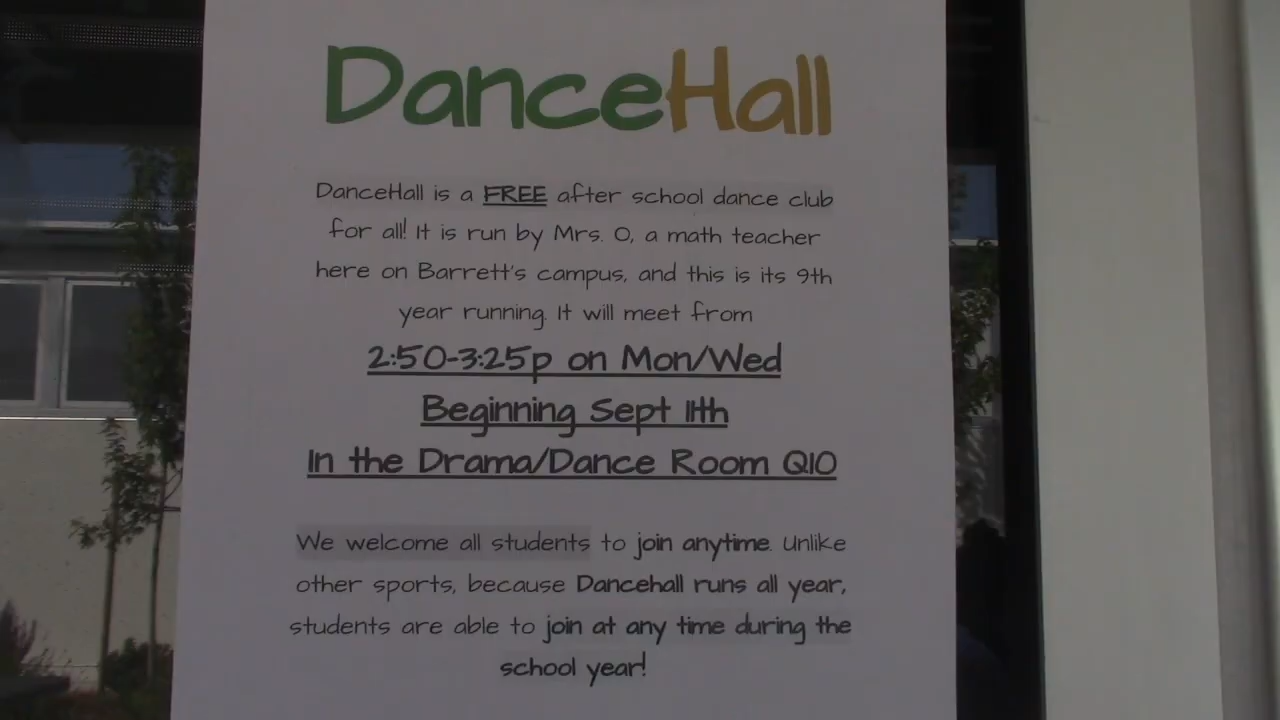 DanceHall
DanceHall is a FREE after school dance club
for all! It is run by Mrs. O, a math teacher
here on Barrett's campus, and this is its 9th
year running. It will meet from
2:50-3:25p on Mon/Wed
Beginning Sept 11th
In the Drama/Dance Room Q10
We welcome all students to join anytime. Unlike
other sports, because Dancehall runs all year,
students are able to join at any time during the
school year!